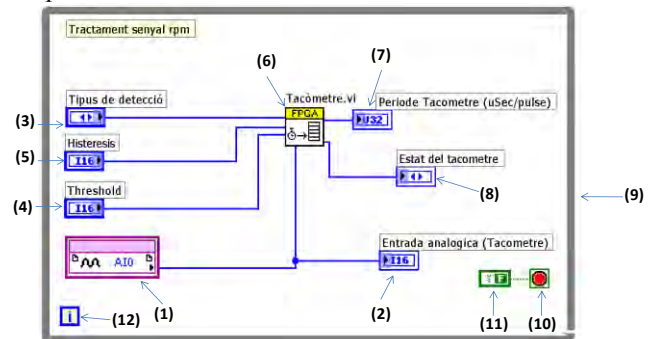 Tractament senyal rpm
(6)
(7)
Tipus de detecció
Tacòmetre.vi
Periode Tacometre (uSec/pulse)
FPGA
U32
(3)
Histeresis
(5)
I16
Estat del tacometre
(8)
(9)
Threshold
(4)
I16
Entrada analogica (Tacometre)
AI0
I16
(1)
(2)
F
(11)
(10)
i
(12)